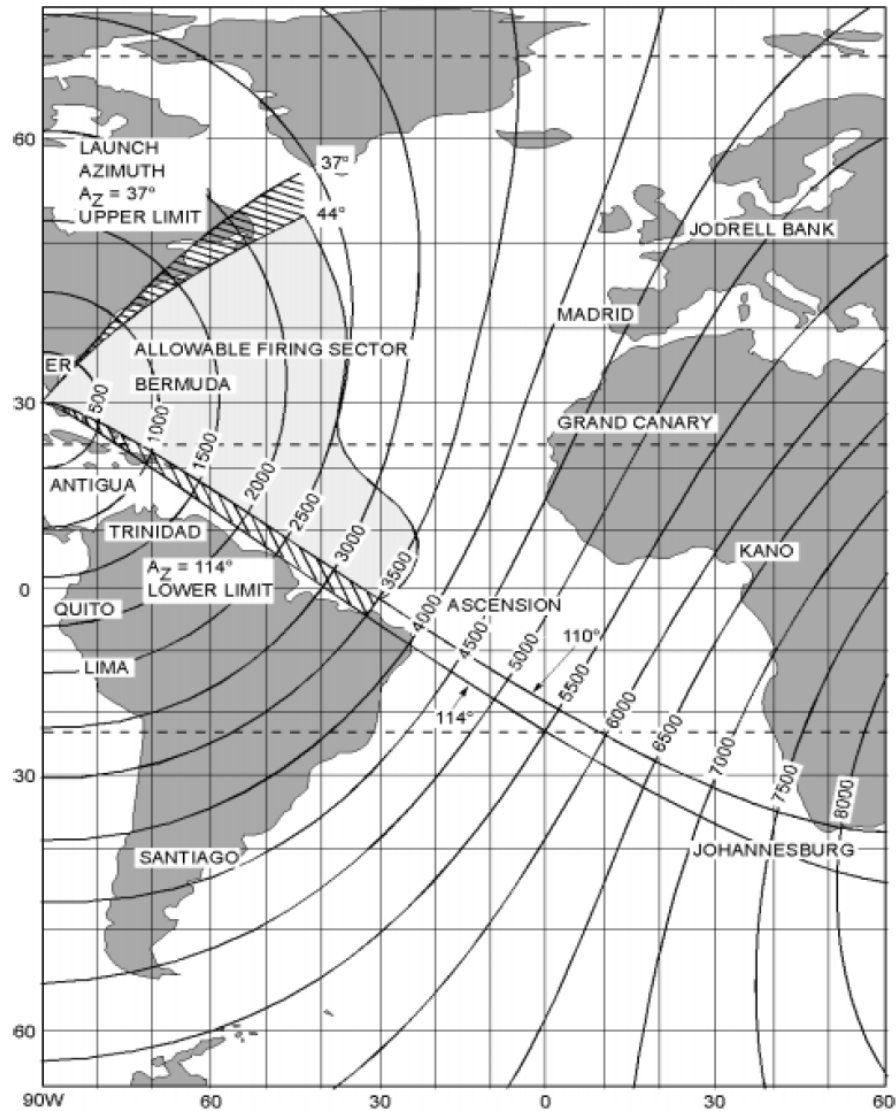 60
LAUNCH
AZIMUTH
AZ = 37°
UPPER LIMIT
37°
44°
JODRELL BANK
MADRID
ER
ALLOWABLE FIRING SECTOR
BERMUDA
30
500
1000
1500
2000
2500
3000
3500
4000
4500
5000
5500
6000
6500
7000
7500
8000
GRAND CANARY
ANTIGUA
TRINIDAD
KANO
AZ = 114°
LOWER LIMIT
0
QUITO
ASCENSION
110°
LIMA
114°
30
SANTIAGO
JOHANNESBURG
60
90W
60
30
0
30
60